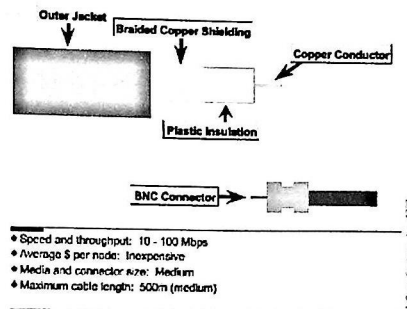 Outer Jacket
Braided Copper Shielding
Copper Conductor
Plastic Insulation
BNC Connector
◆ Speed and throughput: 10 - 100 Mbps
◆ Average $ per node: Inexpensive
◆ Media and connector size: Medium
◆ Maximum cable length: 500m (medium)